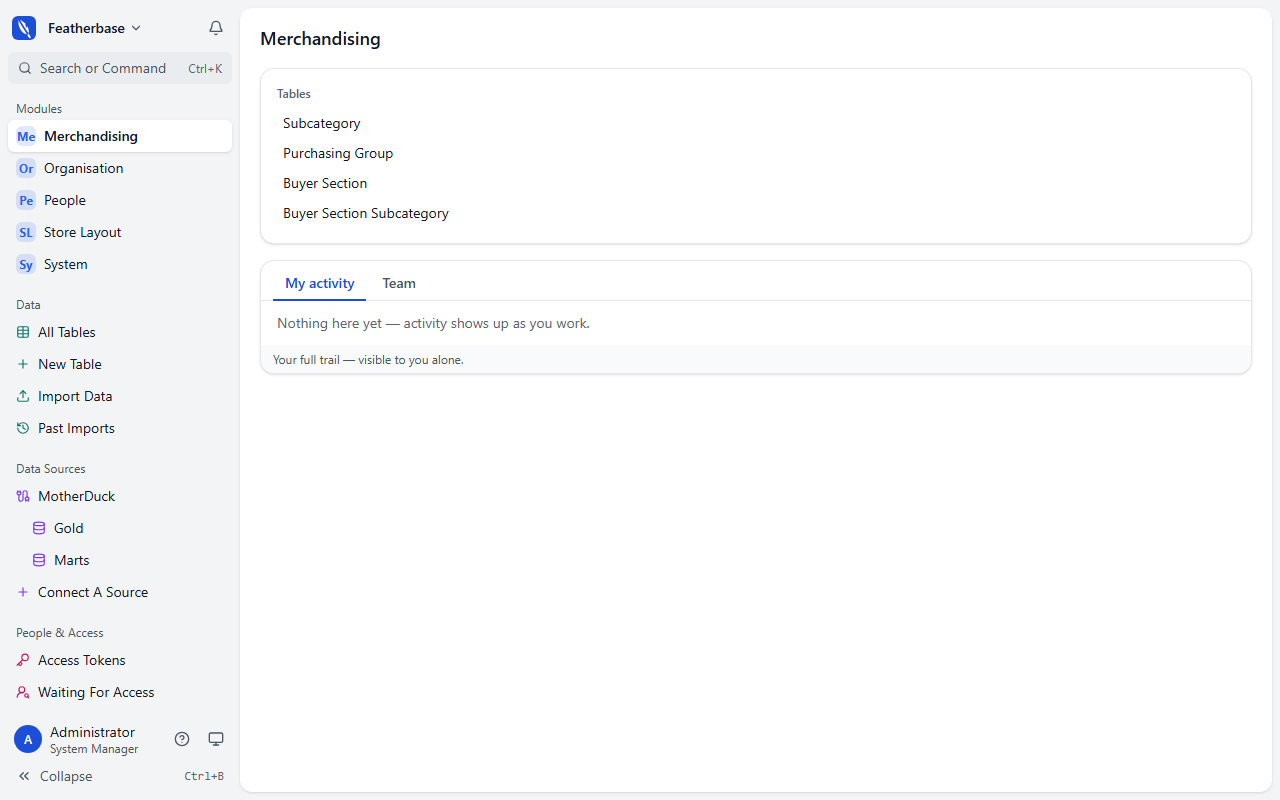 Featherbase
Search or Command Ctrl+K
Modules
Me Merchandising
Or Organisation
Pe People
SL Store Layout
Sy System
Data
All Tables
New Table
Import Data
Past Imports
Data Sources
MotherDuck
Gold
Marts
Connect A Source
People & Access
Access Tokens
Waiting For Access
A Administrator
System Manager
Collapse Ctrl+B
Merchandising
Tables
Subcategory
Purchasing Group
Buyer Section
Buyer Section Subcategory
My activity Team
Nothing here yet — activity shows up as you work.
Your full trail — visible to you alone.